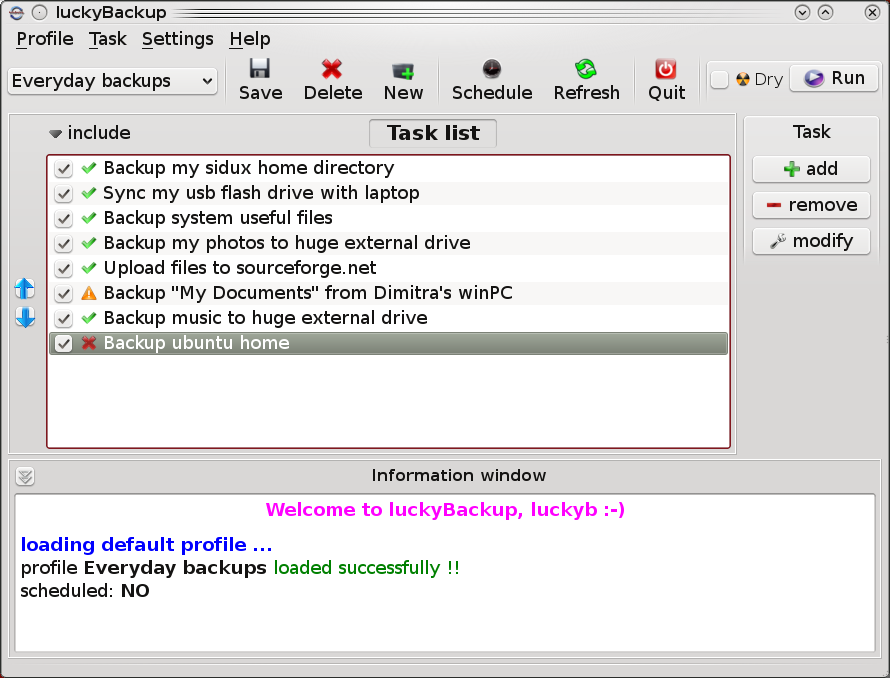 luckyBackup
Profile Task Settings Help
Everyday backups
Save Delete New Schedule Refresh Quit Dry Run
include
Task list
Task
add
remove
modify
Backup my sidux home directory
Sync my usb flash drive with laptop
Backup system useful files
Backup my photos to huge external drive
Upload files to sourceforge.net
Backup "My Documents" from Dimitra's winPC
Backup music to huge external drive
Backup ubuntu home
Information window
Welcome to luckyBackup, luckyb :-)
loading default profile ...
profile Everyday backups loaded successfully !!
scheduled: NO